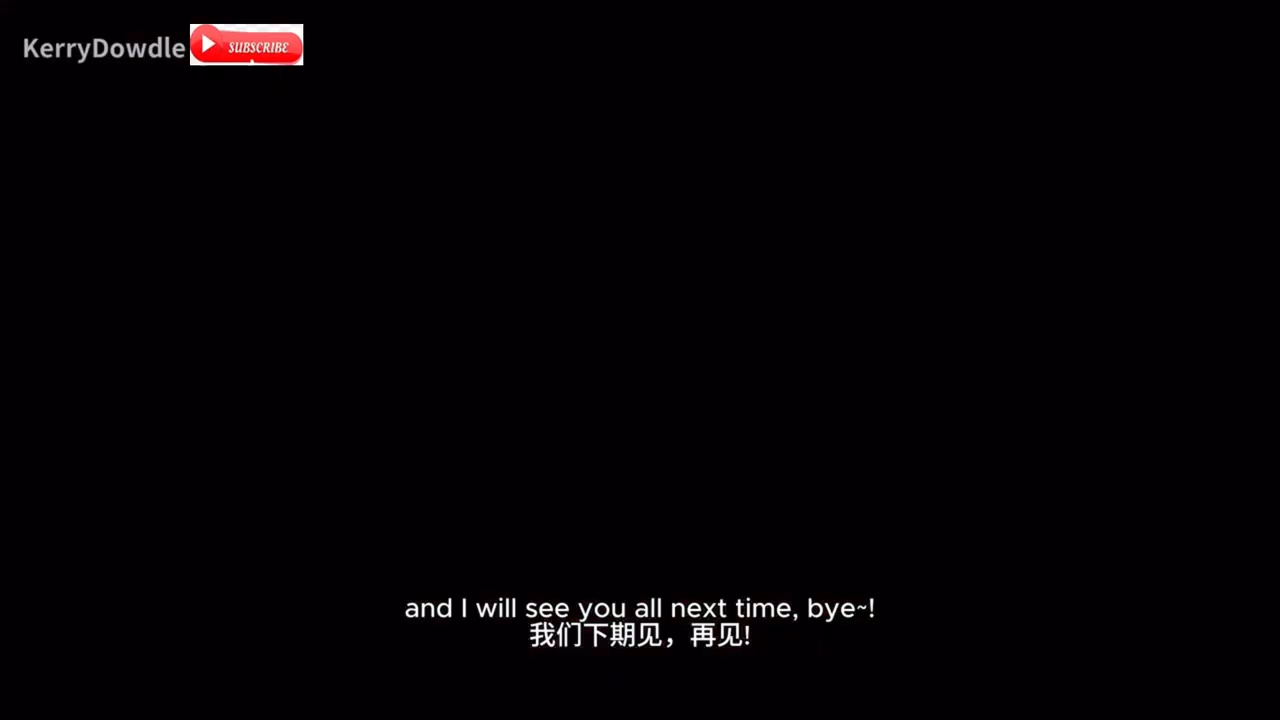 KerryDowdle SUBSCRIBE
and I will see you all next time, bye~!
我们下期见，再见!